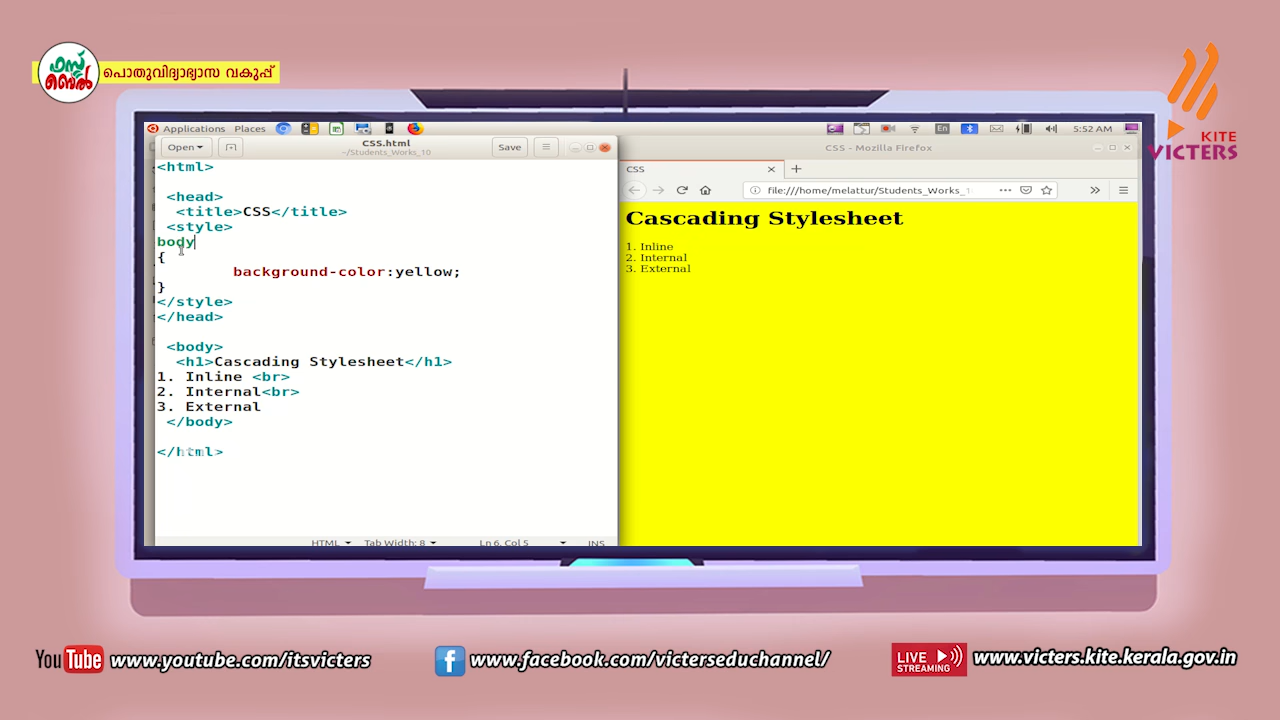 ഫസ്റ്റ്
ബെൽ
പൊതുവിദ്യാഭ്യാസ വകുപ്പ്
KITE
VICTERS
Applications Places
En
5:52 AM
Open
CSS.html
~/Students_Works_10
Save
<html>
<head>
<title>CSS</title>
<style>
body
{
background-color:yellow;
}
</style>
</head>
<body>
<h1>Cascading Stylesheet</h1>
1. Inline <br>
2. Internal<br>
3. External
</body>
</html>
HTML Tab Width: 8 Ln 6, Col 5 INS
CSS - Mozilla Firefox
CSS
file:///home/melattur/Students_Works_1
Cascading Stylesheet
1. Inline
2. Internal
3. External
YouTube www.youtube.com/itsvicters
f www.facebook.com/victerseduchannel/
LIVE STREAMING www.victers.kite.kerala.gov.in